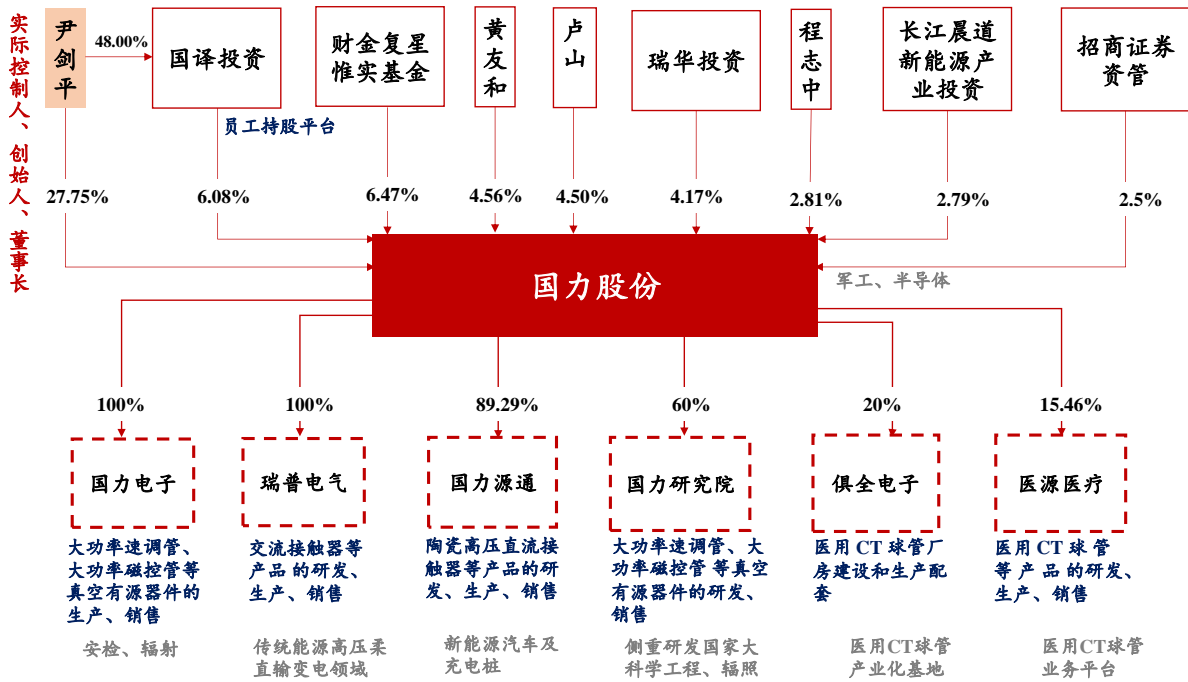 实际控制人、创始人、董事长
尹剑平
48.00%
国译投资
财金复星
惟实基金
黄友和
卢山
瑞华投资
程志中
长江晨道
新能源产
业投资
招商证券
资管
员工持股平台
27.75%
6.08%
6.47%
4.56%
4.50%
4.17%
2.81%
2.79%
2.5%
国力股份
军工、半导体
100%
100%
89.29%
60%
20%
15.46%
国力电子
瑞普电气
国力源通
国力研究院
俱全电子
医源医疗
大功率速调管、
大功率磁控管等
真空有源器件的
生产、销售
交流接触器等
产品的研发、
生产、销售
陶瓷高压直流接
触器等产品的研
发、生产、销售
大功率速调管、大
功率磁控管等真空
有源器件的研发、
销售
医用CT球管厂
房建设和生产配
套
医用CT球管
等产品的研发、
生产、销售
安检、辐射
传统能源高压柔
直输变电领域
新能源汽车及
充电桩
侧重研发国家大
科学工程、辐照
医用CT球管
产业化基地
医用CT球管
业务平台